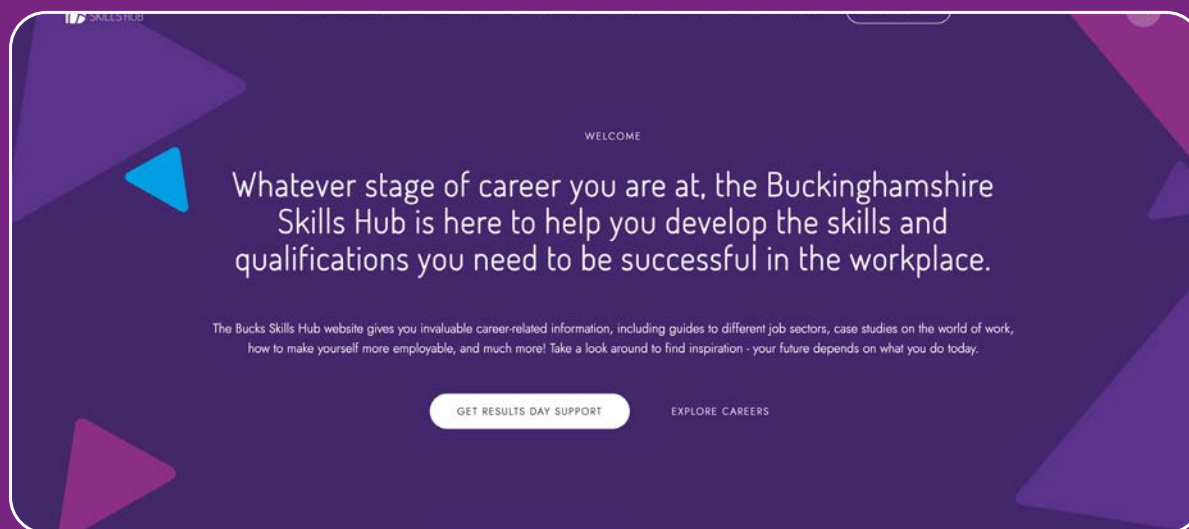 SKILLS HUB
WELCOME
Whatever stage of career you are at, the Buckinghamshire
Skills Hub is here to help you develop the skills and
qualifications you need to be successful in the workplace.
The Bucks Skills Hub website gives you invaluable career-related information, including guides to different job sectors, case studies on the world of work,
how to make yourself more employable, and much more! Take a look around to find inspiration - your future depends on what you do today.
GET RESULTS DAY SUPPORT
EXPLORE CAREERS